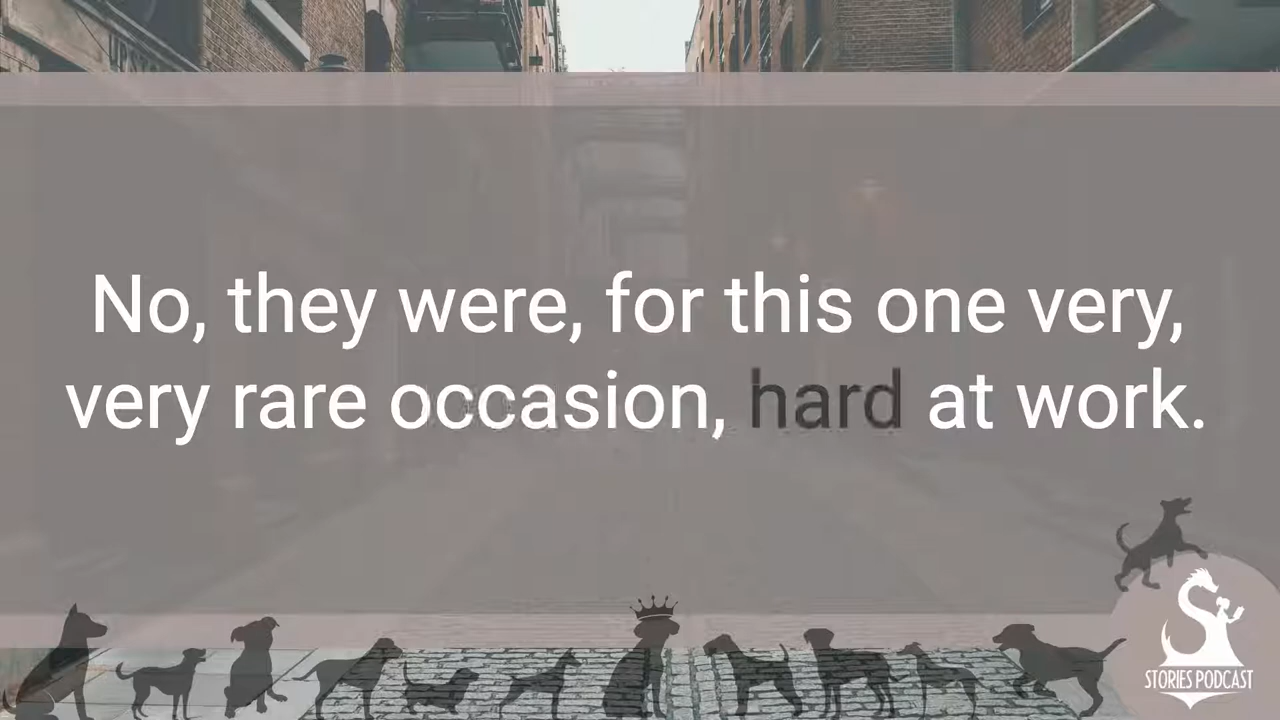 No, they were, for this one very,
very rare occasion, hard at work.
STORIES PODCAST